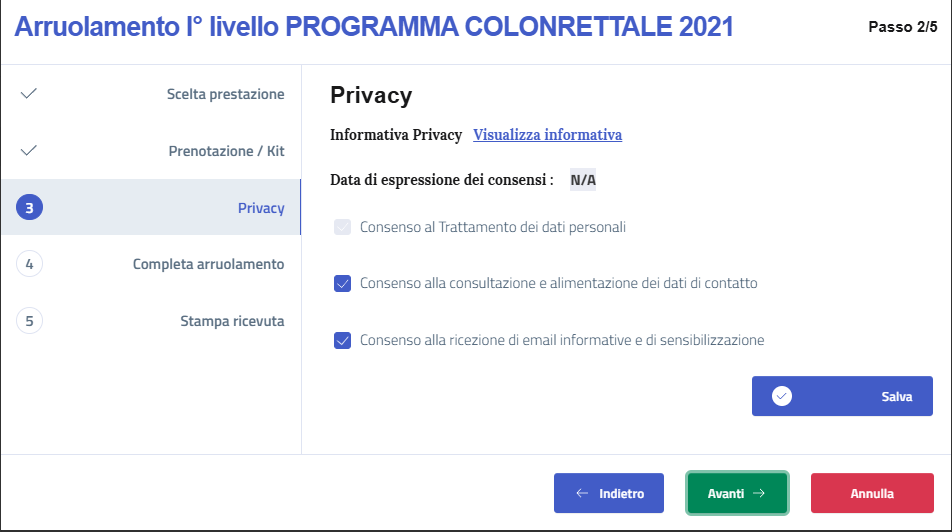 Arruolamento I° livello PROGRAMMA COLONRETTALE 2021
Passo 2/5
Scelta prestazione
Prenotazione / Kit
3 Privacy
4 Completa arruolamento
5 Stampa ricevuta
Privacy
Informativa Privacy Visualizza informativa
Data di espressione dei consensi : N/A
Consenso al Trattamento dei dati personali
Consenso alla consultazione e alimentazione dei dati di contatto
Consenso alla ricezione di email informative e di sensibilizzazione
Salva
Indietro
Avanti
Annulla